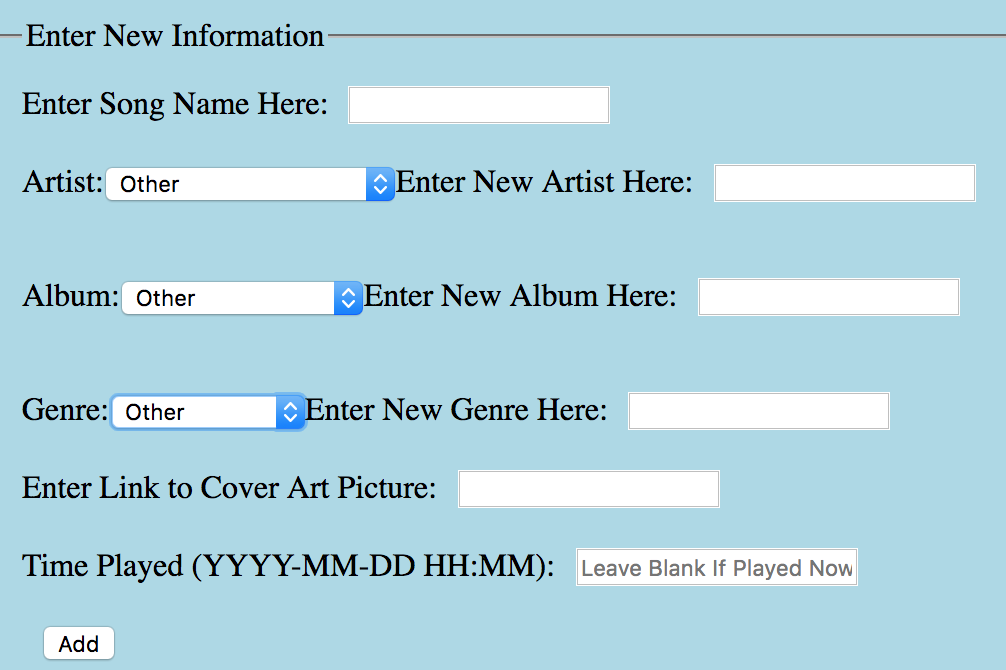 Enter New Information
Enter Song Name Here:
Artist: Other Enter New Artist Here:
Album: Other Enter New Album Here:
Genre: Other Enter New Genre Here:
Enter Link to Cover Art Picture:
Time Played (YYYY-MM-DD HH:MM): Leave Blank If Played Now
Add